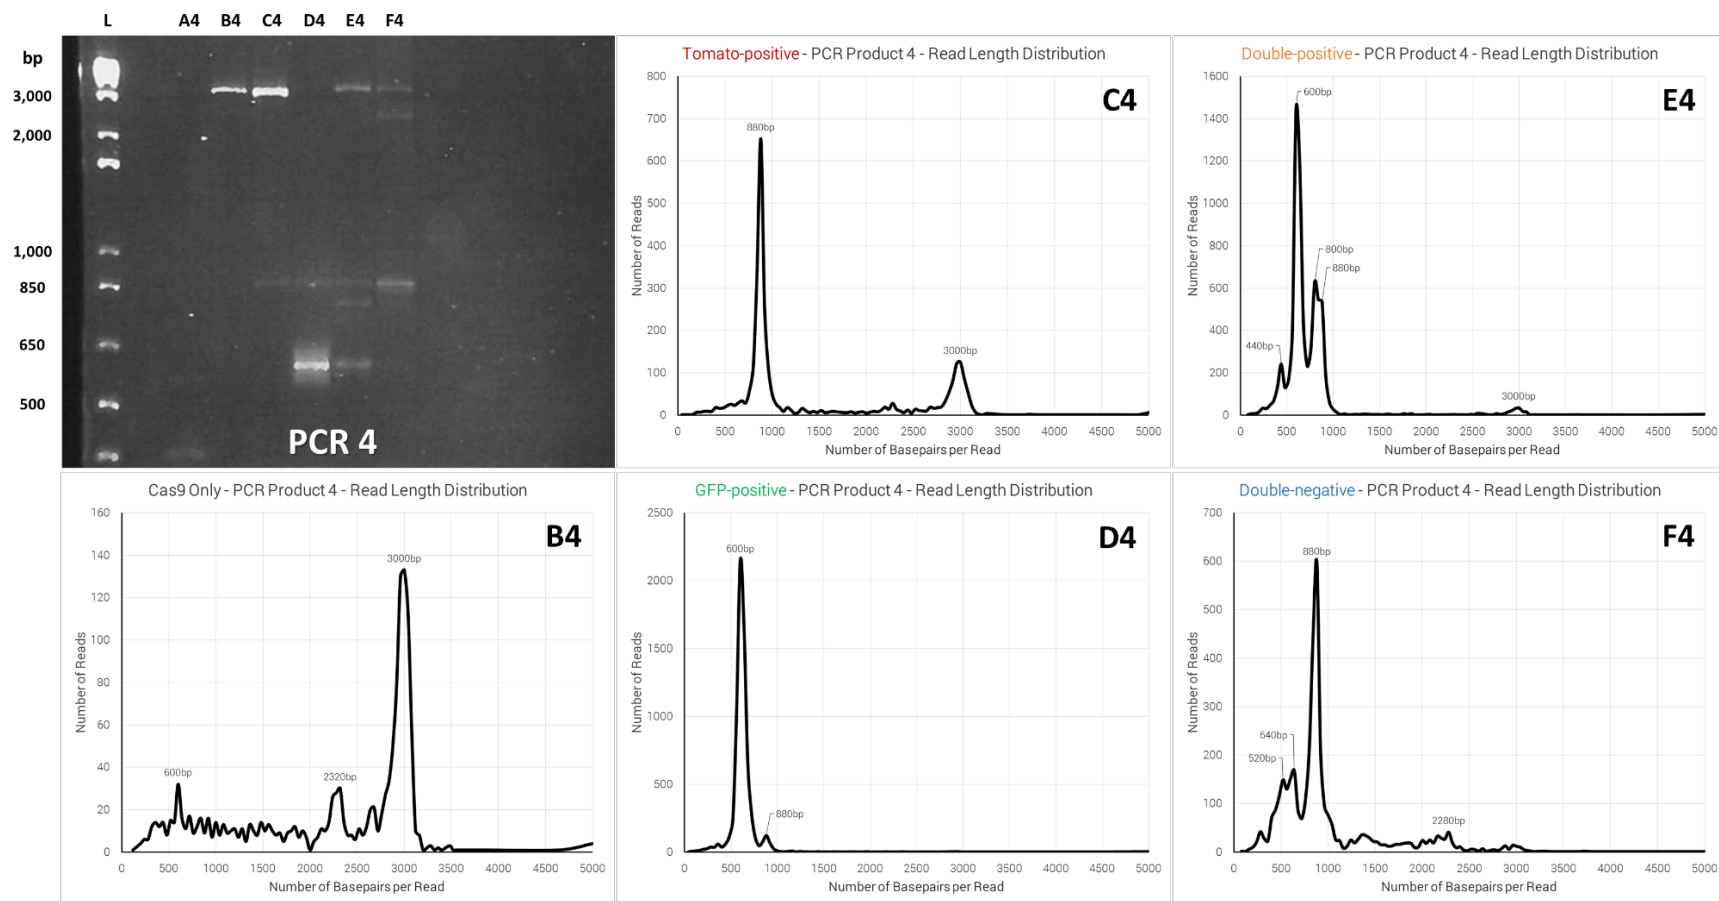 L A4 B4 C4 D4 E4 F4
bp
3,000
2,000
1,000
850
650
500
PCR 4
Tomato-positive - PCR Product 4 - Read Length Distribution
C4
Number of Reads
800
700
600
500
400
300
200
100
0
880bp
3000bp
0 500 1000 1500 2000 2500 3000 3500 4000 4500 5000
Number of Basepairs per Read
Double-positive - PCR Product 4 - Read Length Distribution
E4
Number of Reads
1600
1400
1200
1000
800
600
400
200
0
600bp
800bp
880bp
440bp
3000bp
0 500 1000 1500 2000 2500 3000 3500 4000 4500 5000
Number of Basepairs per Read
Cas9 Only - PCR Product 4 - Read Length Distribution
B4
Number of Reads
160
140
120
100
80
60
40
20
0
3000bp
600bp
2320bp
0 500 1000 1500 2000 2500 3000 3500 4000 4500 5000
Number of Basepairs per Read
GFP-positive - PCR Product 4 - Read Length Distribution
D4
Number of Reads
2500
2000
1500
1000
500
0
600bp
880bp
0 500 1000 1500 2000 2500 3000 3500 4000 4500 5000
Number of Basepairs per Read
Double-negative - PCR Product 4 - Read Length Distribution
F4
Number of Reads
700
600
500
400
300
200
100
0
880bp
640bp
520bp
2280bp
0 500 1000 1500 2000 2500 3000 3500 4000 4500 5000
Number of Basepairs per Read